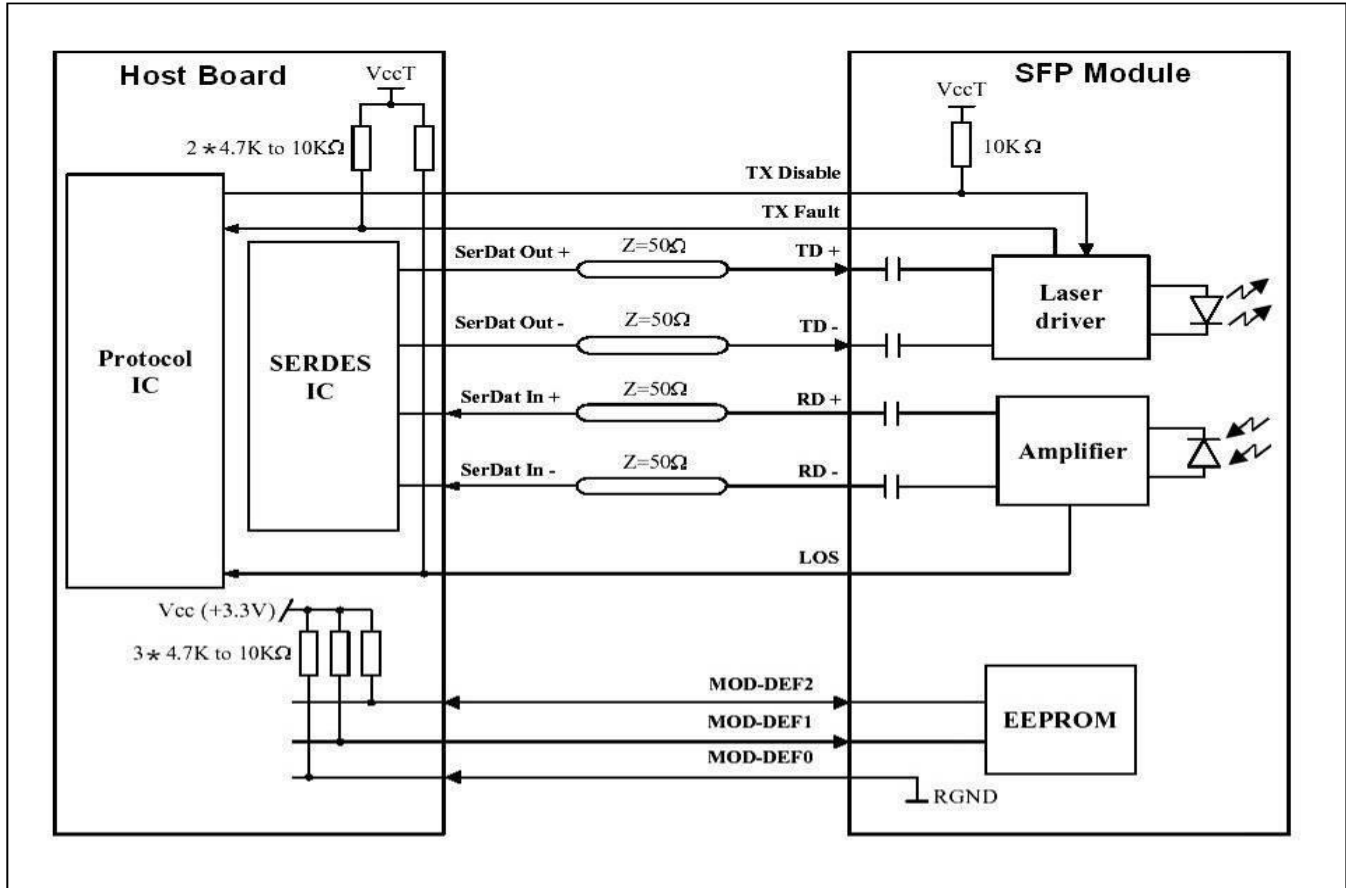 Host Board
SFP Module
VccT
VccT
2*4.7K to 10KΩ
10KΩ
TX Disable
TX Fault
SerDat Out +
Z=50Ω
TD +
Laser
driver
SerDat Out -
Z=50Ω
TD -
Protocol
IC
SERDES
IC
SerDat In +
Z=50Ω
RD +
Amplifier
SerDat In -
Z=50Ω
RD -
LOS
Vcc (+3.3V)
3* 4.7K to 10KΩ
MOD-DEF2
MOD-DEF1
MOD-DEF0
EEPROM
RGND